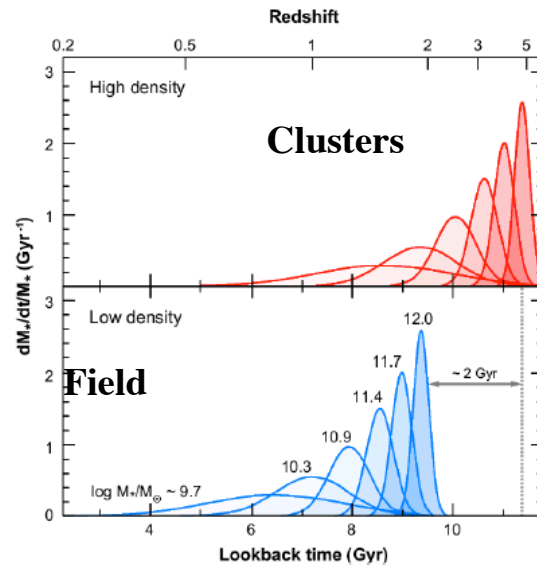 Redshift
0.2 0.5 1 2 3 5
3
High density
Clusters
2
1
dM*/dt/M* (Gyr⁻¹)
0
3
Low density
12.0
Field
11.7
~ 2 Gyr
2
11.4
10.9
1
10.3
log M*/M⊙ ~ 9.7
0
4 6 8 10
Lookback time (Gyr)